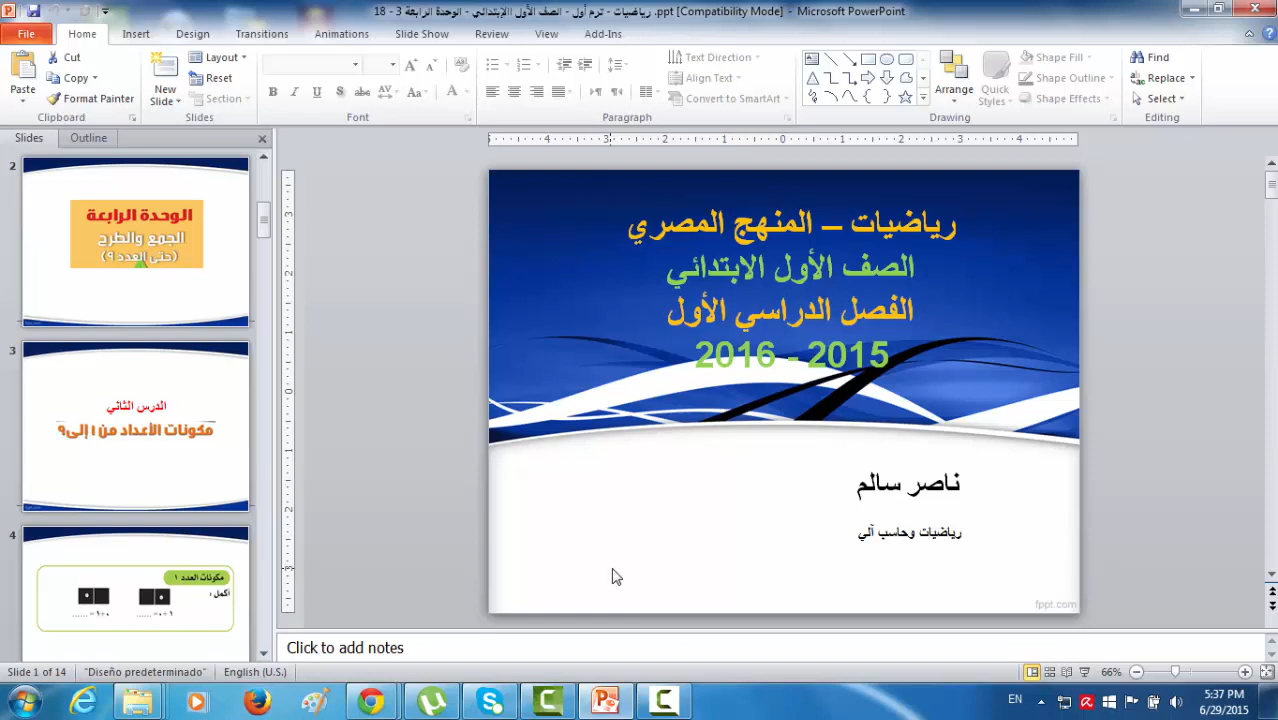 رياضيات - ترم أول - الصف الأول الابتدائي - الوحدة الرابعة 3 - 18 .ppt [Compatibility Mode] - Microsoft PowerPoint
File Home Insert Design Transitions Animations Slide Show Review View Add-Ins
Paste
Cut
Copy
Format Painter
Clipboard
New Slide
Layout
Reset
Section
Slides
Font
Text Direction
Align Text
Convert to SmartArt
Paragraph
Arrange
Quick Styles
Shape Fill
Shape Outline
Shape Effects
Drawing
Find
Replace
Select
Editing
Slides Outline
2
الوحدة الرابعة
الجمع والطرح
(حتى العدد ٩)
3
الدرس الثاني
مكونات الأعداد من ١ إلى ٩
4
مكونات العدد ١
أكمل :
رياضيات – المنهج المصري
الصف الأول الابتدائي
الفصل الدراسي الأول
2015 - 2016
ناصر سالم
رياضيات وحاسب آلي
fppt.com
Click to add notes
Slide 1 of 14 "Diseño predeterminado" English (U.S.) 66%
EN 5:37 PM
6/29/2015